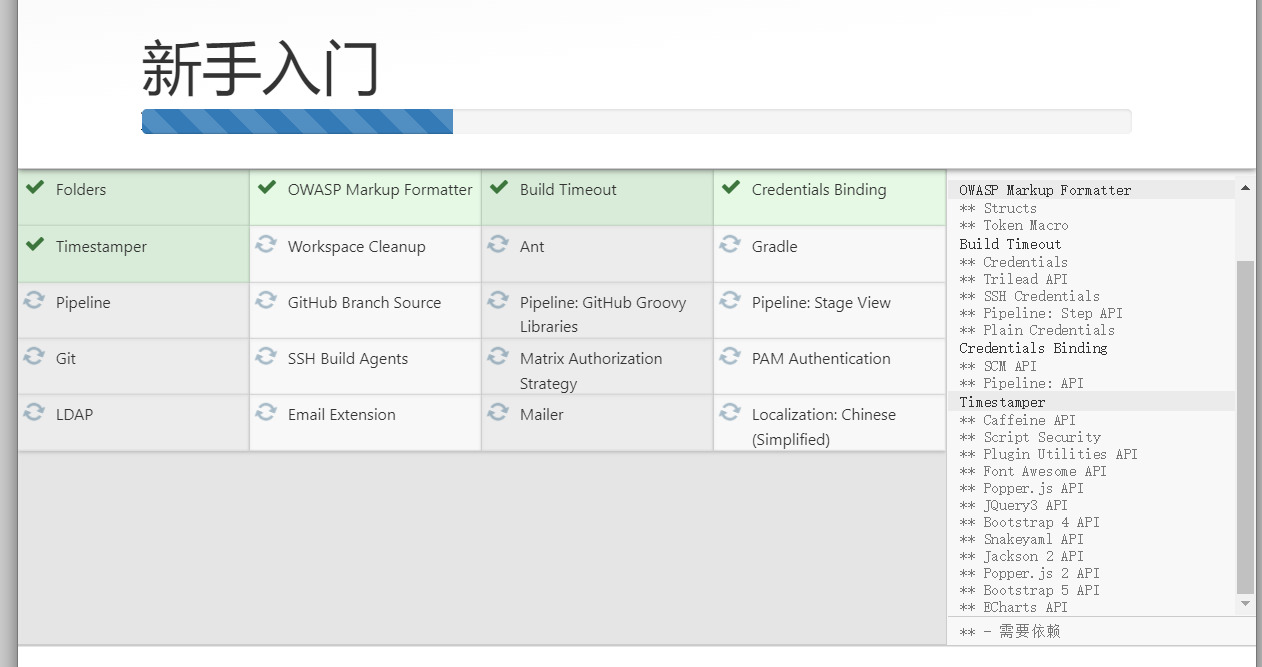 新手入门
Folders
OWASP Markup Formatter
Build Timeout
Credentials Binding
Timestamper
Workspace Cleanup
Ant
Gradle
Pipeline
GitHub Branch Source
Pipeline: GitHub Groovy
Libraries
Pipeline: Stage View
Git
SSH Build Agents
Matrix Authorization
Strategy
PAM Authentication
LDAP
Email Extension
Mailer
Localization: Chinese
(Simplified)
OWASP Markup Formatter
** Structs
** Token Macro
Build Timeout
** Credentials
** Trilead API
** SSH Credentials
** Pipeline: Step API
** Plain Credentials
Credentials Binding
** SCM API
** Pipeline: API
Timestamper
** Caffeine API
** Script Security
** Plugin Utilities API
** Font Awesome API
** Popper.js API
** JQuery3 API
** Bootstrap 4 API
** Snakeyaml API
** Jackson 2 API
** Popper.js 2 API
** Bootstrap 5 API
** ECharts API
** - 需要依赖